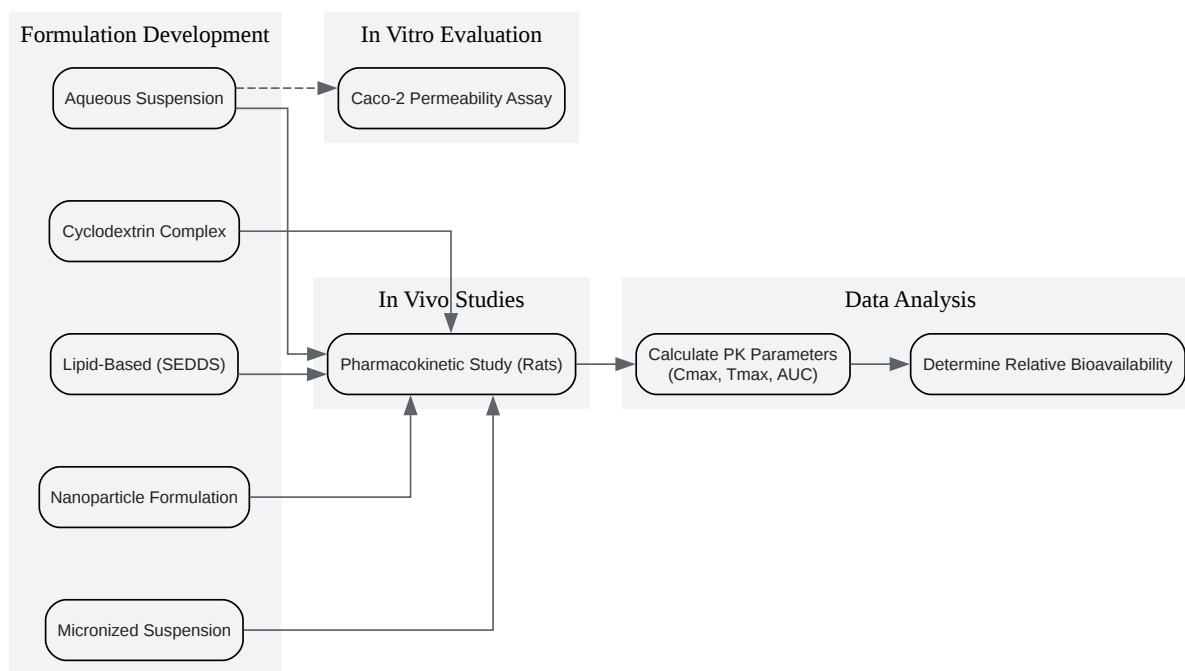 Formulation Development
In Vitro Evaluation
Aqueous Suspension
Caco-2 Permeability Assay
Cyclodextrin Complex
In Vivo Studies
Data Analysis
Lipid-Based (SEDDS)
Pharmacokinetic Study (Rats)
Calculate PK Parameters
(Cmax, Tmax, AUC)
Determine Relative Bioavailability
Nanoparticle Formulation
Micronized Suspension